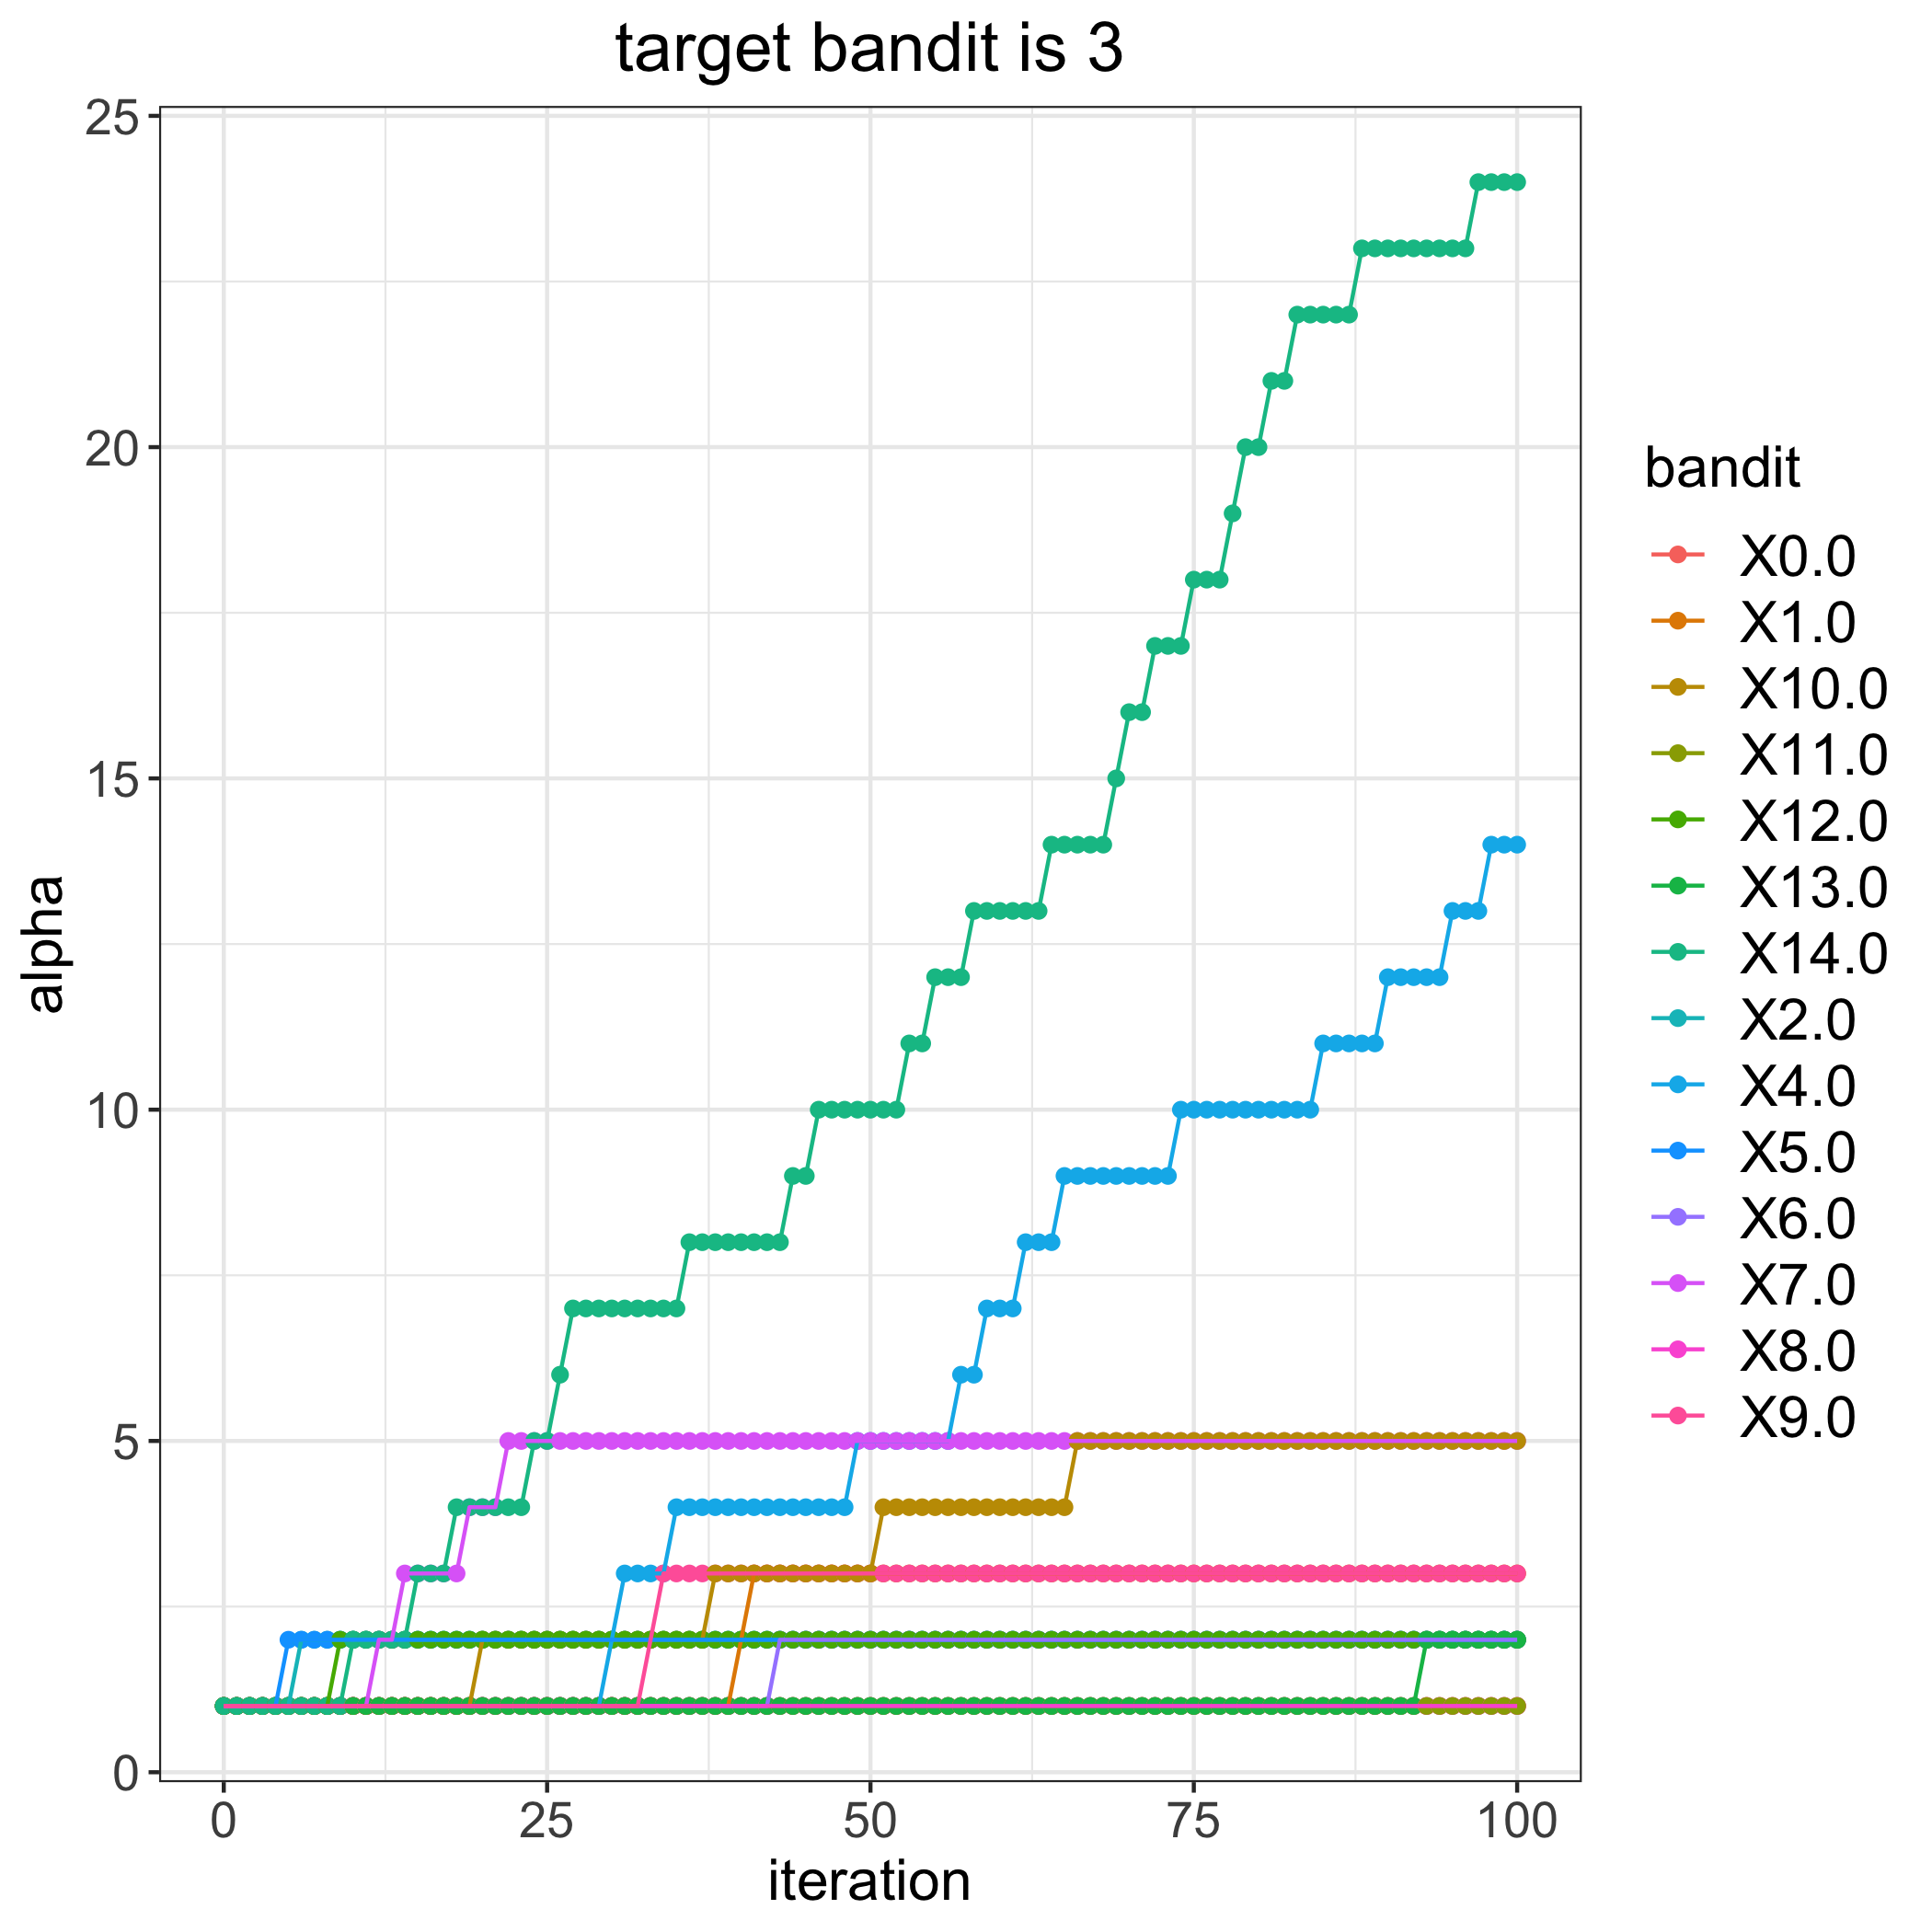 target bandit is 3
25
20
15
10
5
0
alpha
0 25 50 75 100
iteration
bandit
X0.0
X1.0
X10.0
X11.0
X12.0
X13.0
X14.0
X2.0
X4.0
X5.0
X6.0
X7.0
X8.0
X9.0